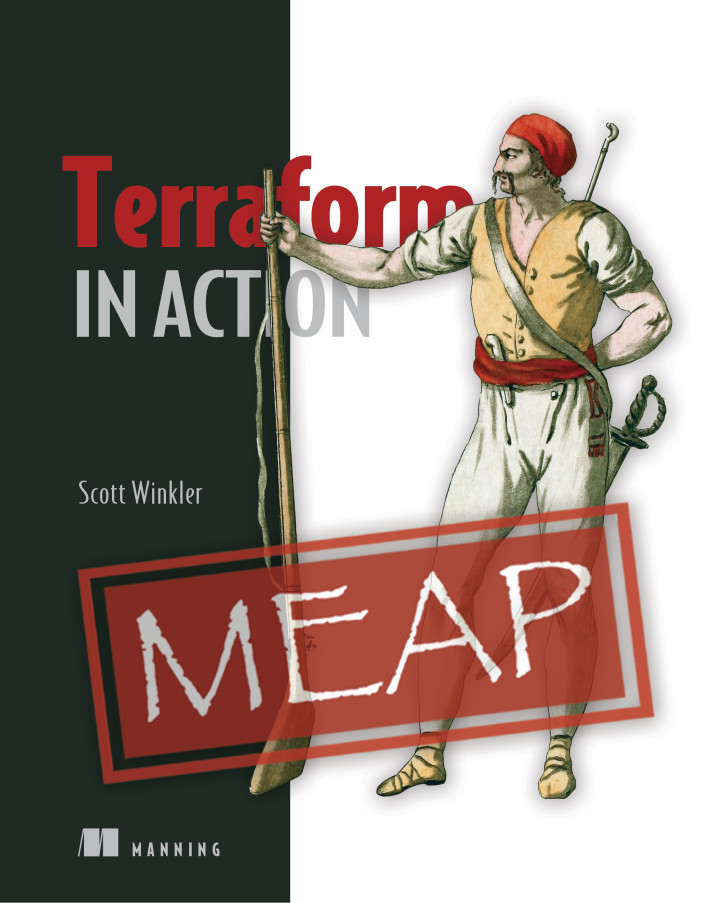 Terraform
IN ACTION
Scott Winkler
MEAP
MANNING